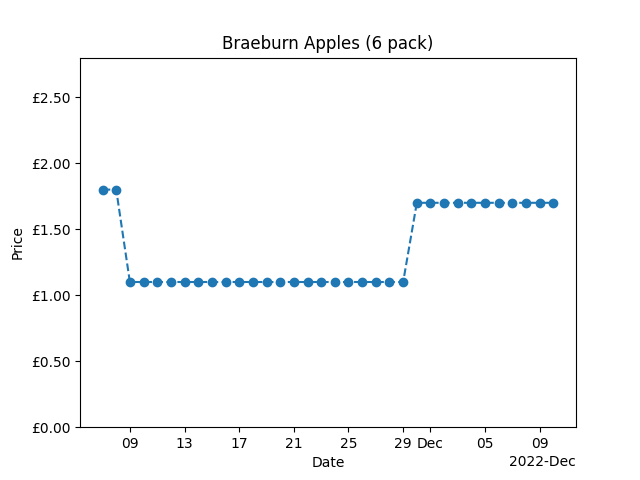 Braeburn Apples (6 pack)
£2.50
£2.00
£1.50
£1.00
£0.50
£0.00
Price
09 13 17 21 25 29 Dec 05 09
Date
2022-Dec